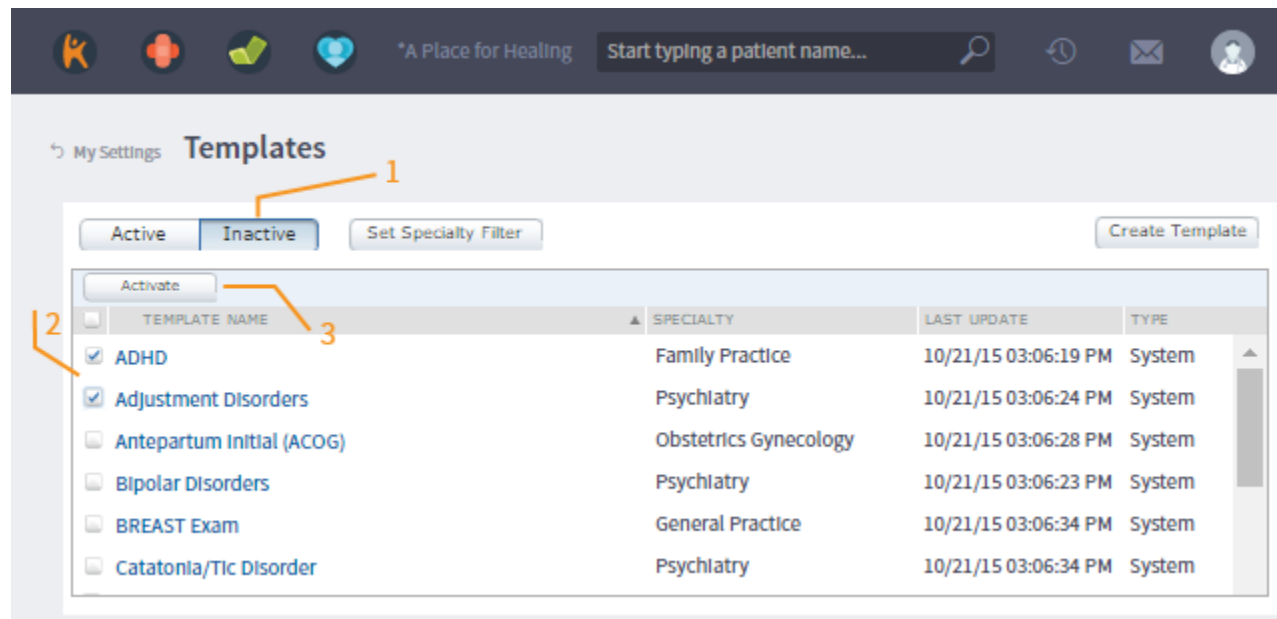 *A Place for Healing Start typing a patient name...
My Settings Templates
1
Active Inactive Set Specialty Filter Create Template
Activate
2 TEMPLATE NAME SPECIALTY LAST UPDATE TYPE
3
ADHD Family Practice 10/21/15 03:06:19 PM System
Adjustment Disorders Psychiatry 10/21/15 03:06:24 PM System
Antepartum Initial (ACOG) Obstetrics Gynecology 10/21/15 03:06:28 PM System
Bipolar Disorders Psychiatry 10/21/15 03:06:23 PM System
BREAST Exam General Practice 10/21/15 03:06:34 PM System
Catatonia/Tic Disorder Psychiatry 10/21/15 03:06:34 PM System